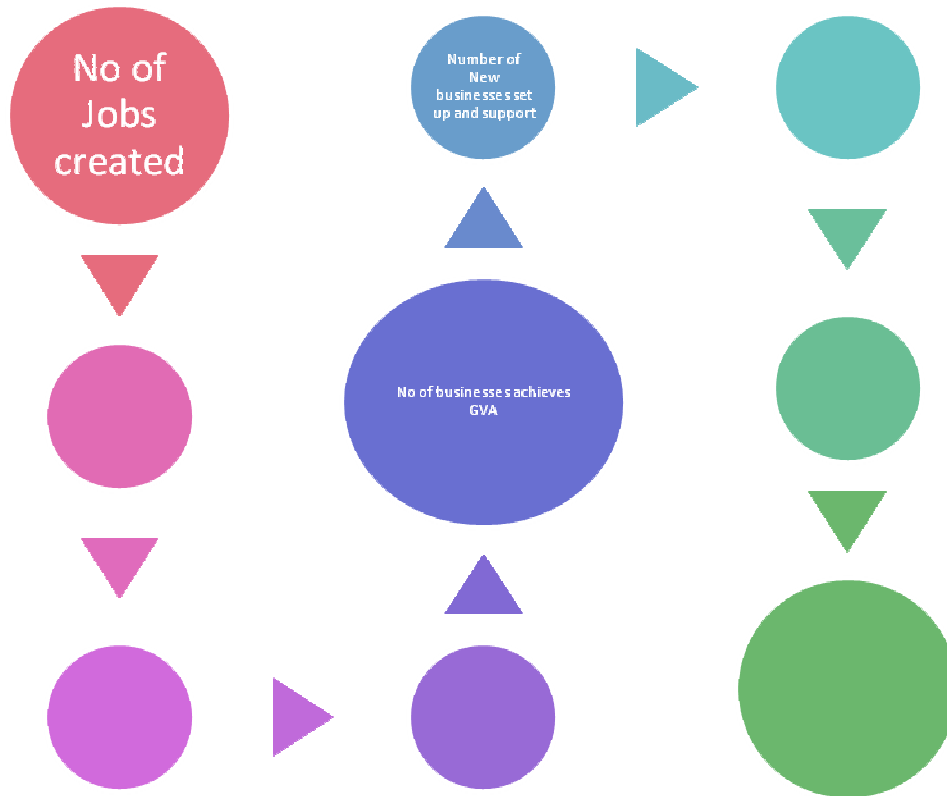 No of
Jobs
created
Number of
New
businesses set
up and support
No of businesses achieves
GVA